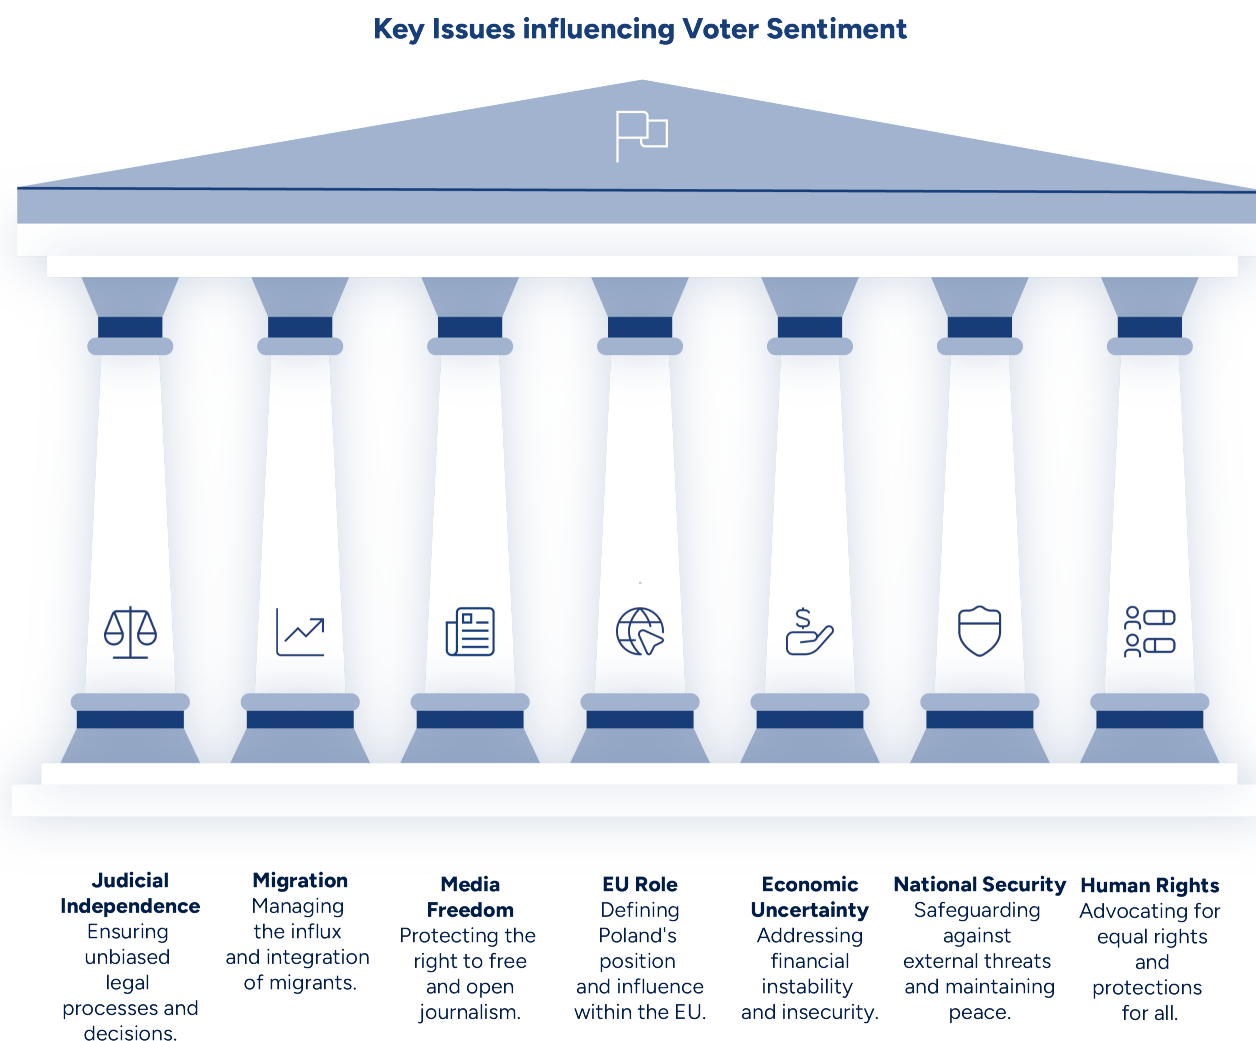 Key Issues influencing Voter Sentiment
Judicial
Independence
Ensuring
unbiased
legal
processes and
decisions.
Migration
Managing
the influx
and integration
of migrants.
Media
Freedom
Protecting the
right to free
and open
journalism.
EU Role
Defining
Poland's
position
and influence
within the EU.
Economic
Uncertainty
Addressing
financial
instability
and insecurity.
National Security
Safeguarding
against
external threats
and maintaining
peace.
Human Rights
Advocating for
equal rights
and
protections
for all.